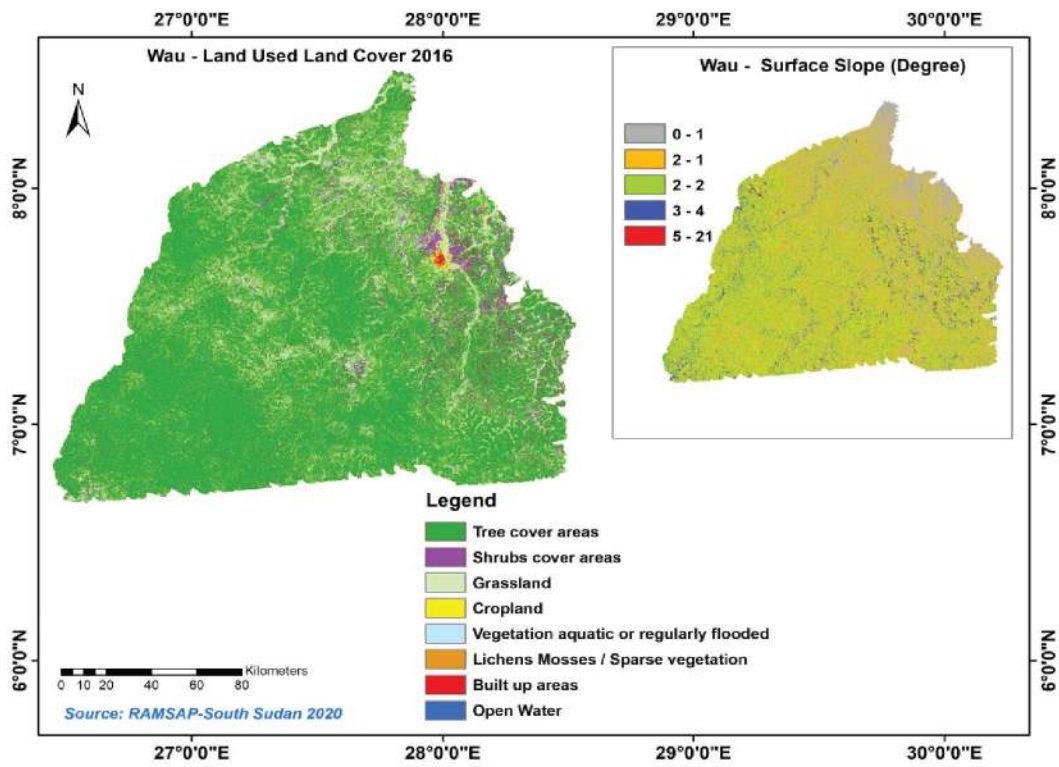 27°0'0"E 28°0'0"E 29°0'0"E 30°0'0"E
Wau - Land Used Land Cover 2016
Wau - Surface Slope (Degree)
N
0 - 1
2 - 1
2 - 2
3 - 4
5 - 21
8°0'0"N 8°0'0"N
7°0'0"N 7°0'0"N
Legend
Tree cover areas
Shrubs cover areas
Grassland
Cropland
Vegetation aquatic or regularly flooded
Lichens Mosses / Sparse vegetation
Built up areas
Open Water
6°0'0"N 6°0'0"N
Kilometers
0 5 10 20 40 60 80
Source: RAMSAP-South Sudan 2020
27°0'0"E 28°0'0"E 29°0'0"E 30°0'0"E